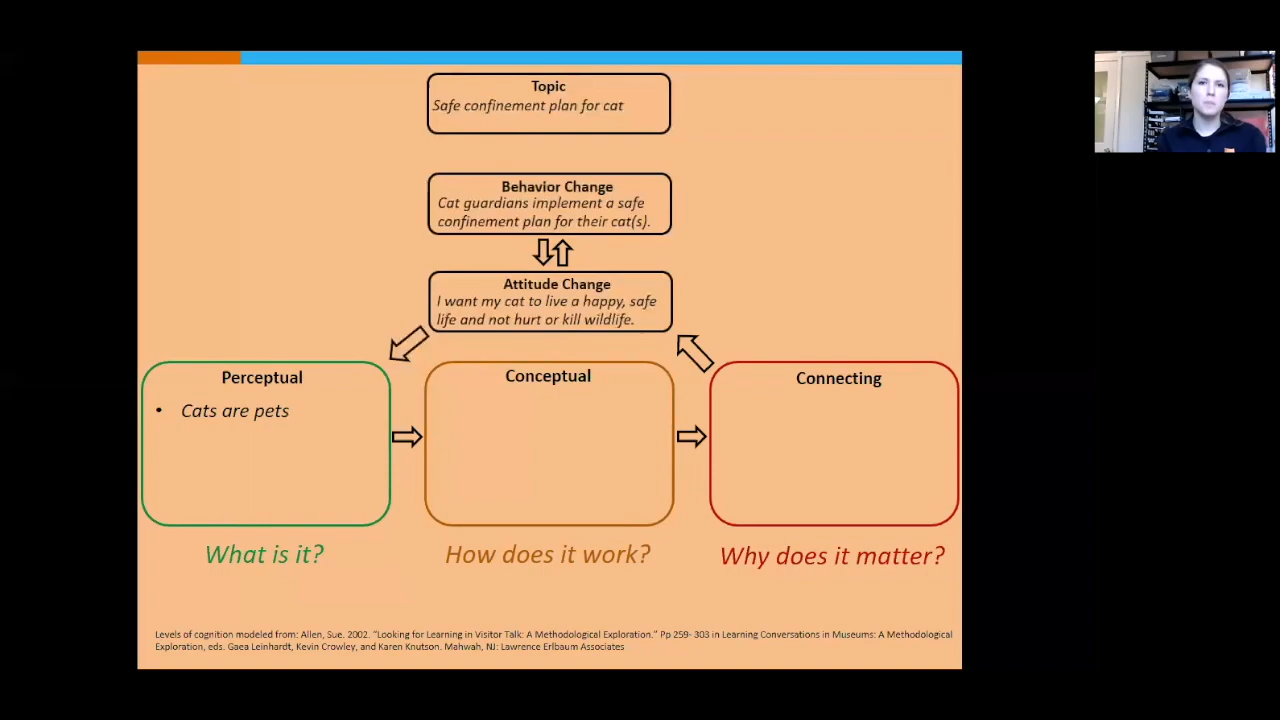 Topic
Safe confinement plan for cat
Behavior Change
Cat guardians implement a safe
confinement plan for their cat(s).
Attitude Change
I want my cat to live a happy, safe
life and not hurt or kill wildlife.
Perceptual
• Cats are pets
Conceptual
Connecting
What is it?
How does it work?
Why does it matter?
Levels of cognition modeled from: Allen, Sue. 2002. "Looking for Learning in Visitor Talk: A Methodological Exploration." Pp 259- 303 in Learning Conversations in Museums: A Methodological
Exploration, eds. Gaea Leinhardt, Kevin Crowley, and Karen Knutson. Mahwah, NJ: Lawrence Erlbaum Associates